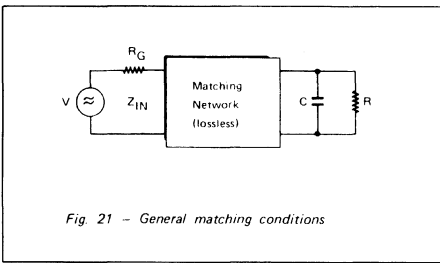 R_G
V
Z_IN
Matching
Network
(lossless)
C
R
Fig. 21 – General matching conditions